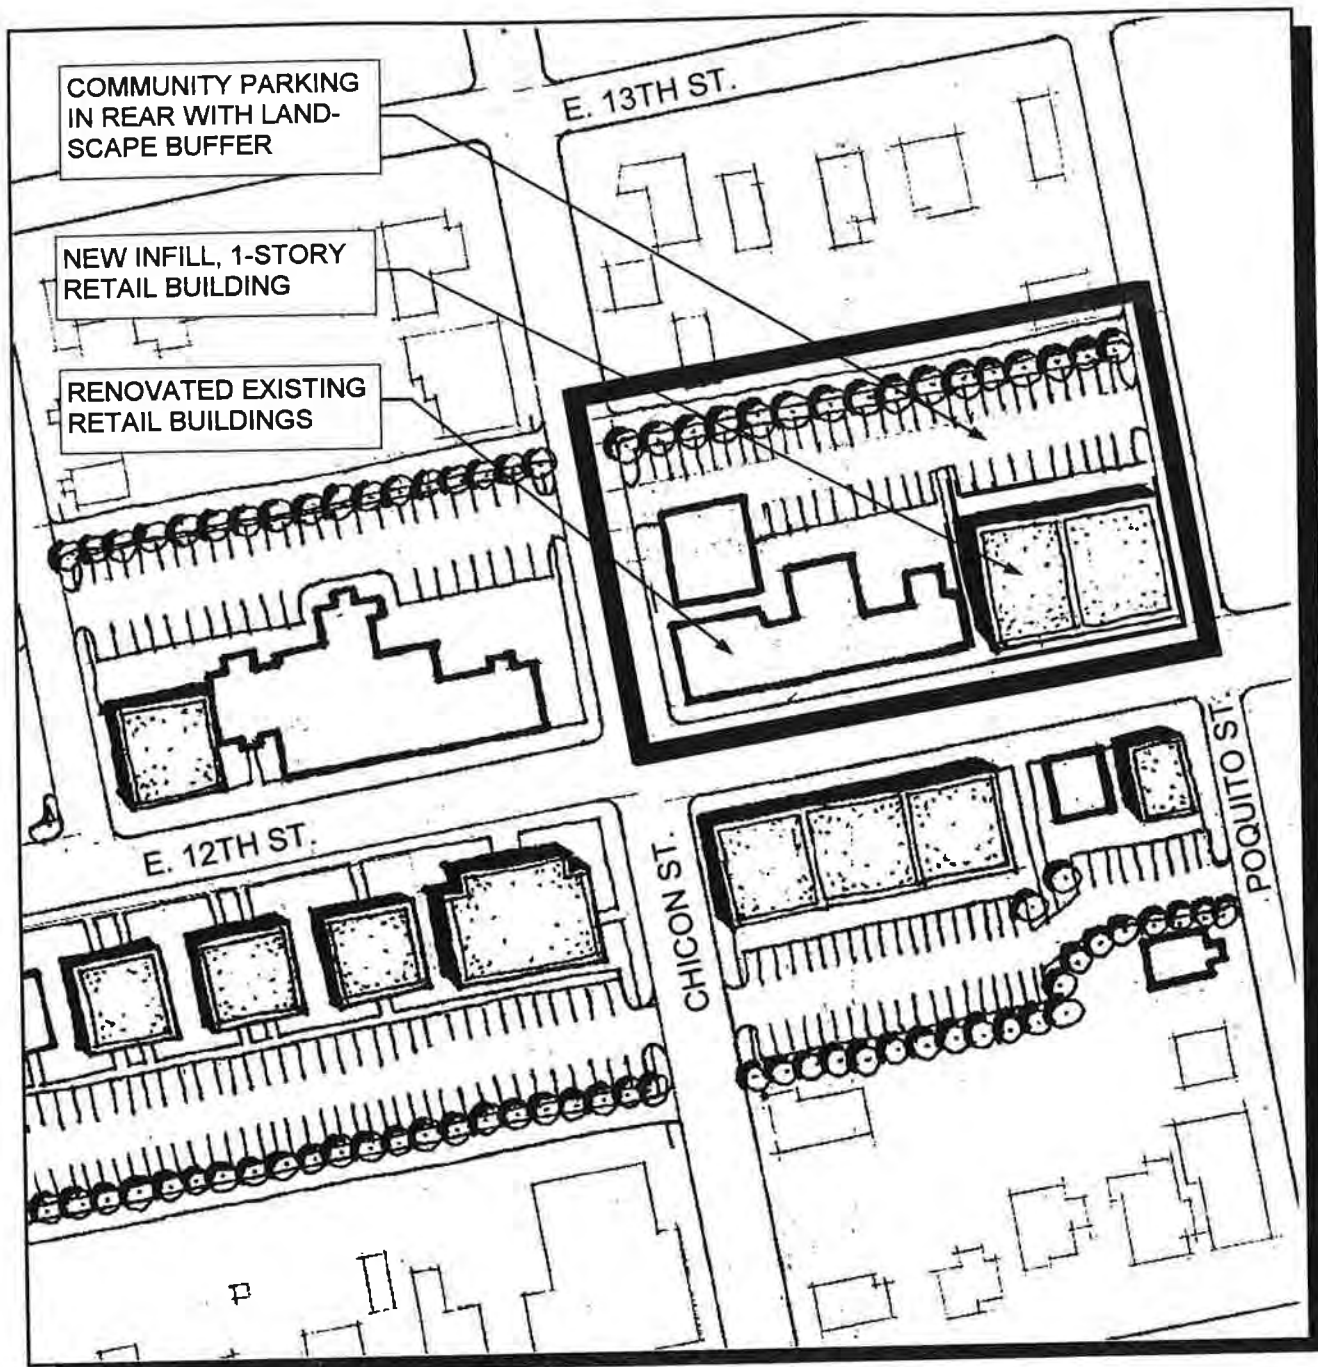 COMMUNITY PARKING
IN REAR WITH LAND-
SCAPE BUFFER
E. 13TH ST.
NEW INFILL, 1-STORY
RETAIL BUILDING
RENOVATED EXISTING
RETAIL BUILDINGS
E. 12TH ST.
CHICON ST.
POQUITO ST.